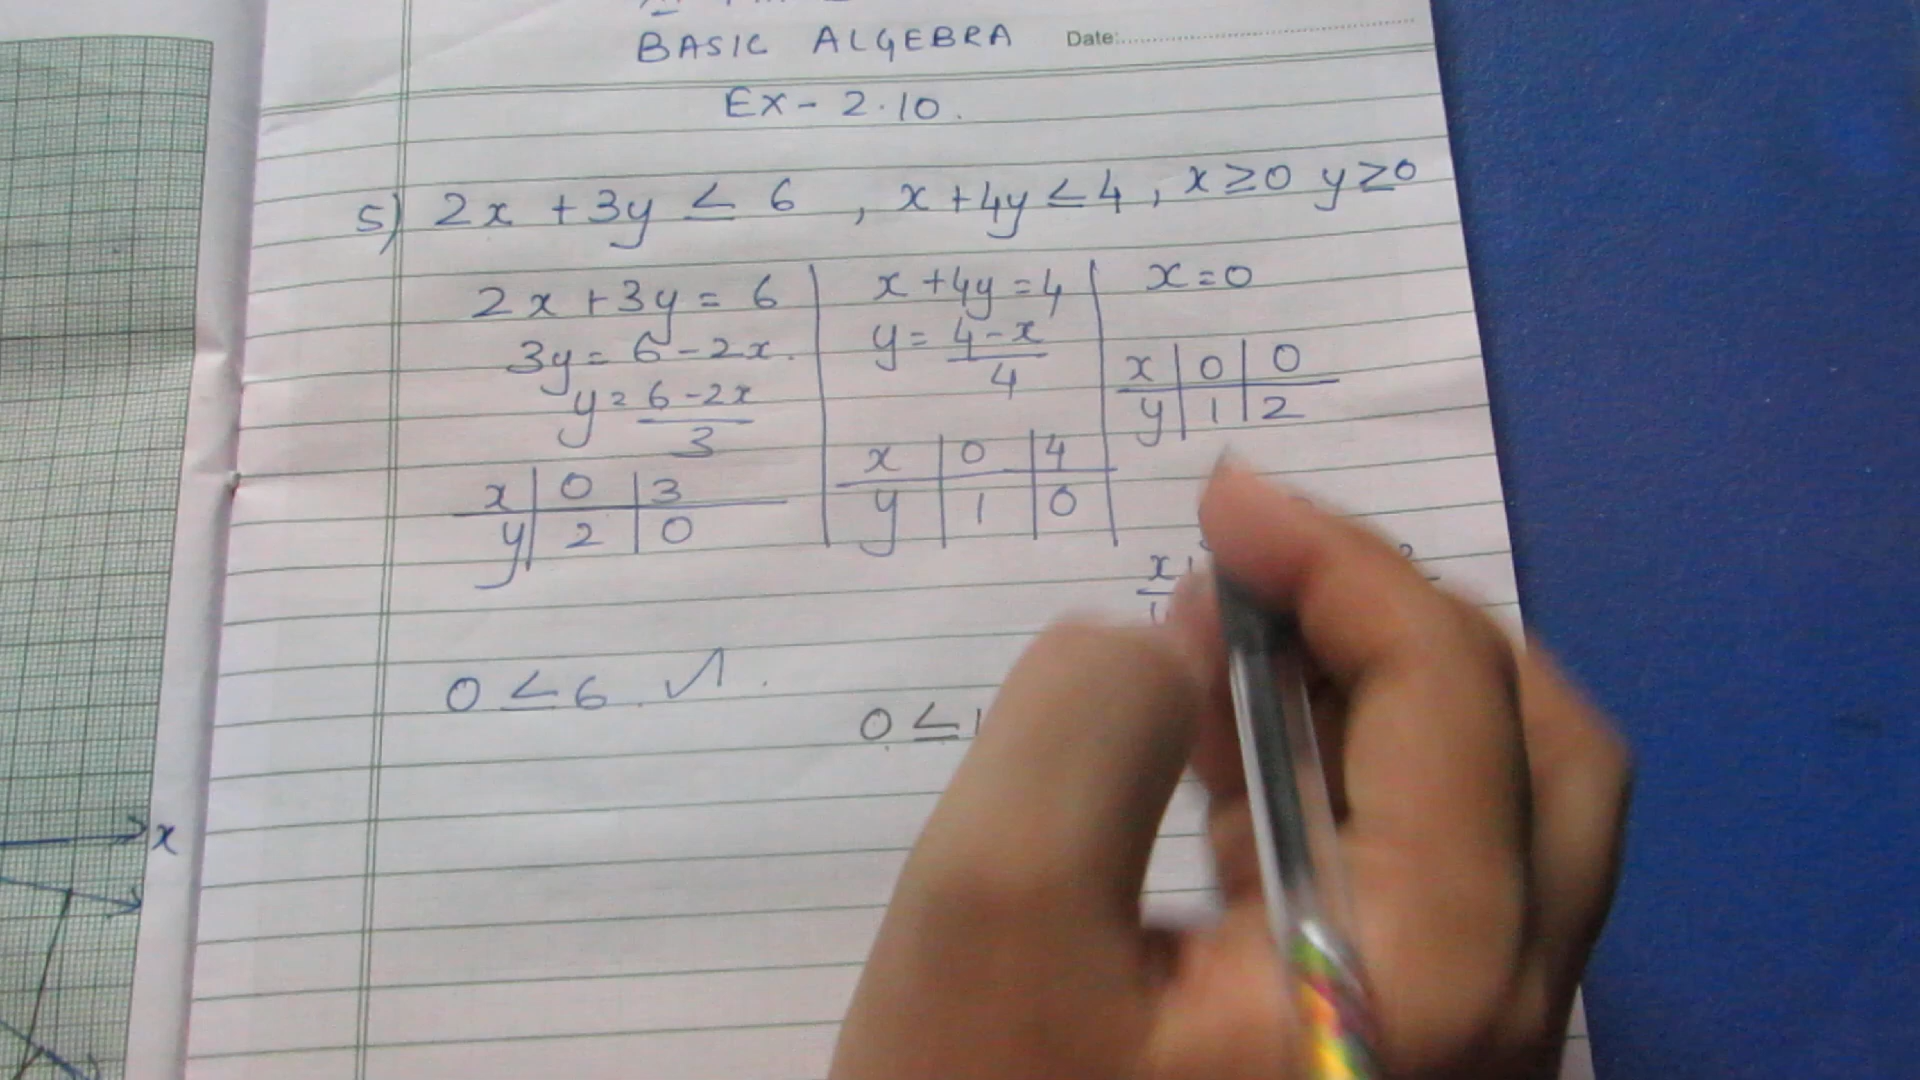 BASIC ALGEBRA Date:
EX- 2.10.
5) 2x + 3y ≤ 6 , x + 4y ≤ 4 , x ≥ 0 y ≥ 0
2x + 3y = 6
3y = 6 - 2x.
y = 6 - 2x / 3
x | 0 | 3
y | 2 | 0
0 ≤ 6. ✓.
x + 4y = 4
y = 4 - x / 4
x | 0 | 4
y | 1 | 0
0 ≤
x = 0
x | 0 | 0
y | 1 | 2
x
x